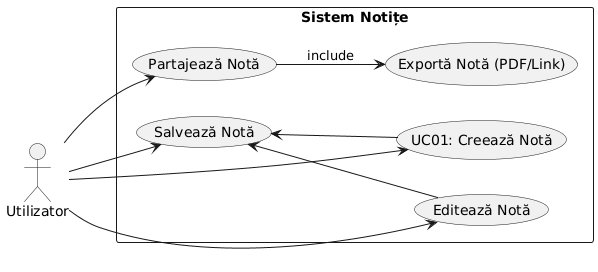 Sistem Notițe
Partajează Notă
include
Exportă Notă (PDF/Link)
Salvează Notă
UC01: Creează Notă
Utilizator
Editează Notă